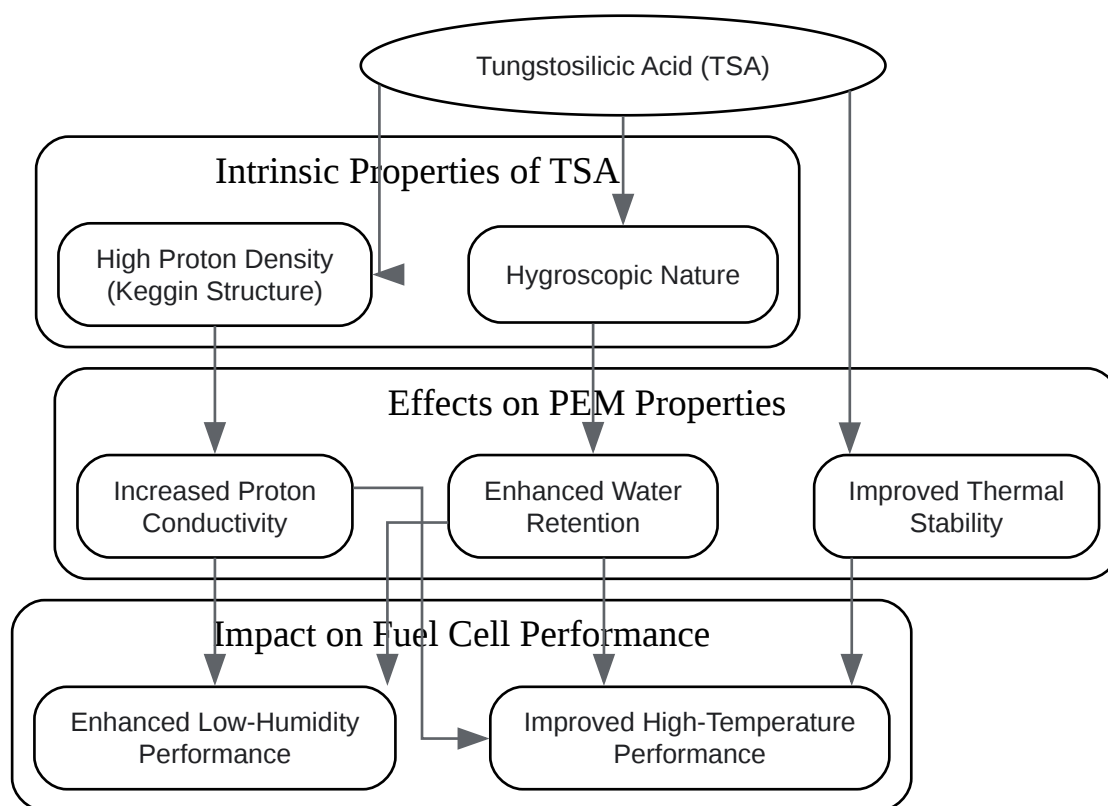 Tungstosilicic Acid (TSA)
Intrinsic Properties of TSA
High Proton Density
(Keggin Structure)
Hygroscopic Nature
Effects on PEM Properties
Increased Proton
Conductivity
Enhanced Water
Retention
Improved Thermal
Stability
Impact on Fuel Cell Performance
Enhanced Low-Humidity
Performance
Improved High-Temperature
Performance